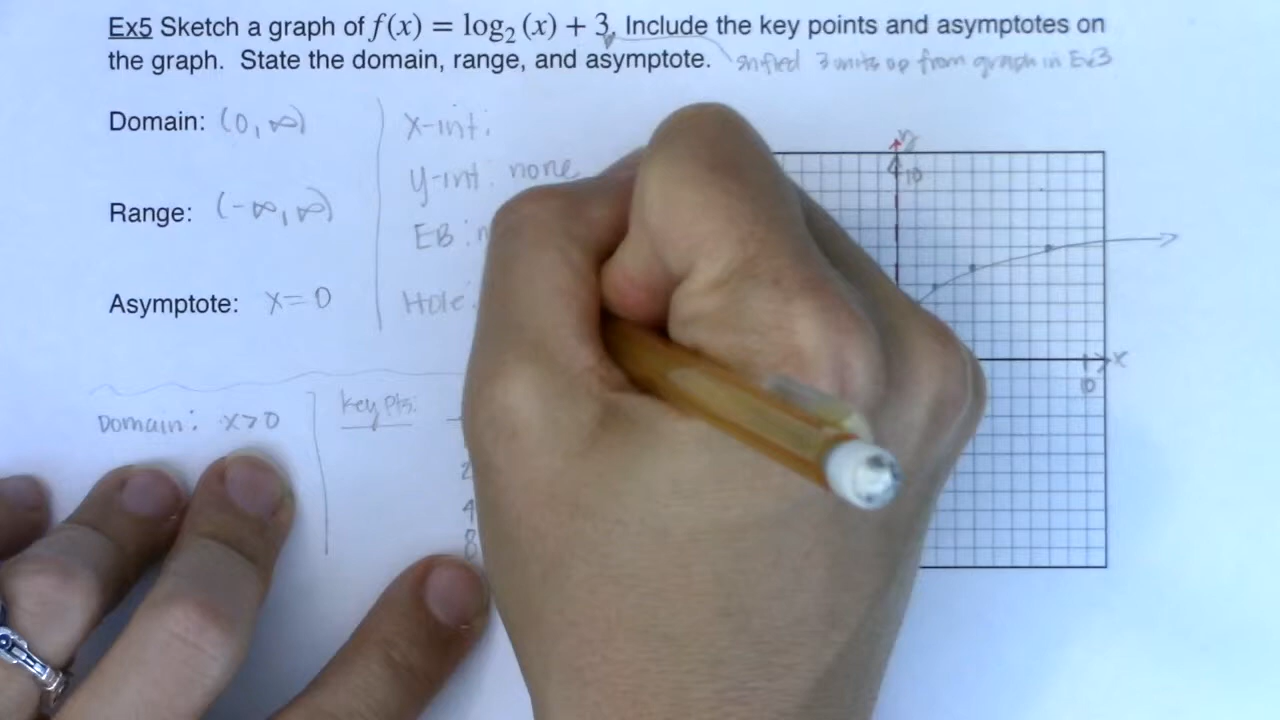 Ex5 Sketch a graph of f(x) = log₂ (x) + 3. Include the key points and asymptotes on
the graph. State the domain, range, and asymptote. shifted 3 units up from graph in Ex3
Domain: (0, ∞)
Range: (-∞, ∞)
Asymptote: x = 0
x-int:
y-int: none
EB:
Hole:
Domain: x>0
Key Pts:
2
4
8
y
10
x
10